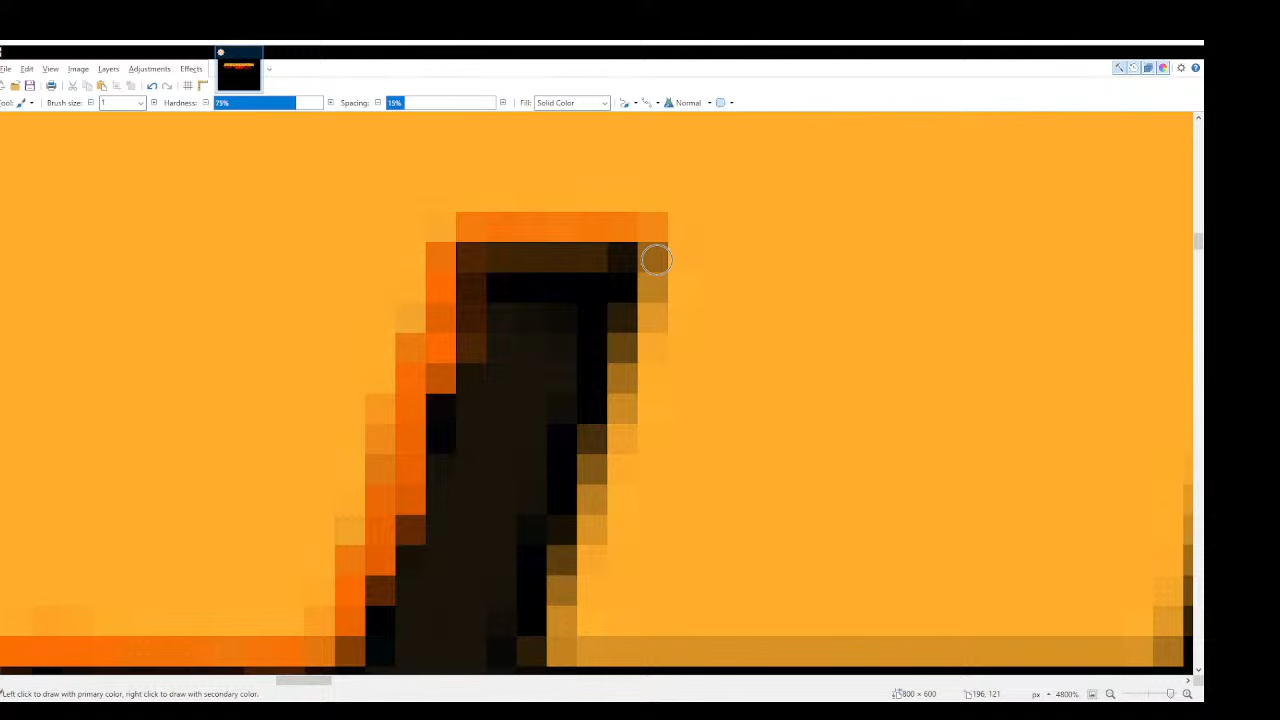 File Edit View Image Layers Adjustments Effects
Tool: Brush size: 1 Hardness: 75% Spacing: 15% Fill: Solid Color Normal
Left click to draw with primary color, right click to draw with secondary color. 800 × 600 196, 121 px 4800%